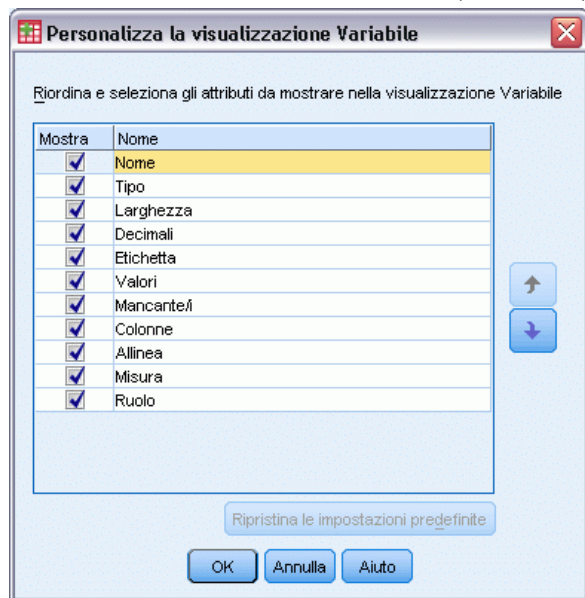 Personalizza la visualizzazione Variabile
Riordina e seleziona gli attributi da mostrare nella visualizzazione Variabile
Mostra Nome
Nome
Tipo
Larghezza
Decimali
Etichetta
Valori
Mancante/i
Colonne
Allinea
Misura
Ruolo
Ripristina le impostazioni predefinite
OK Annulla Aiuto